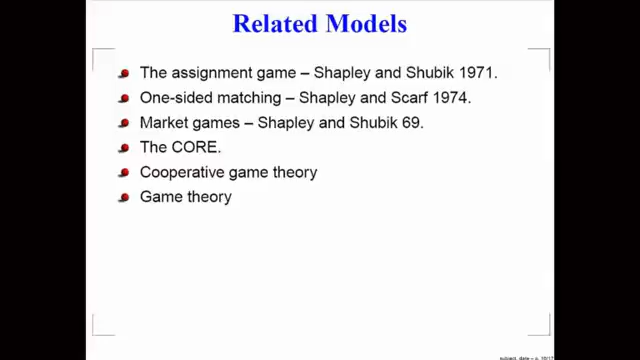 Related Models
The assignment game – Shapley and Shubik 1971.
One-sided matching – Shapley and Scarf 1974.
Market games – Shapley and Shubik 69.
The CORE.
Cooperative game theory
Game theory